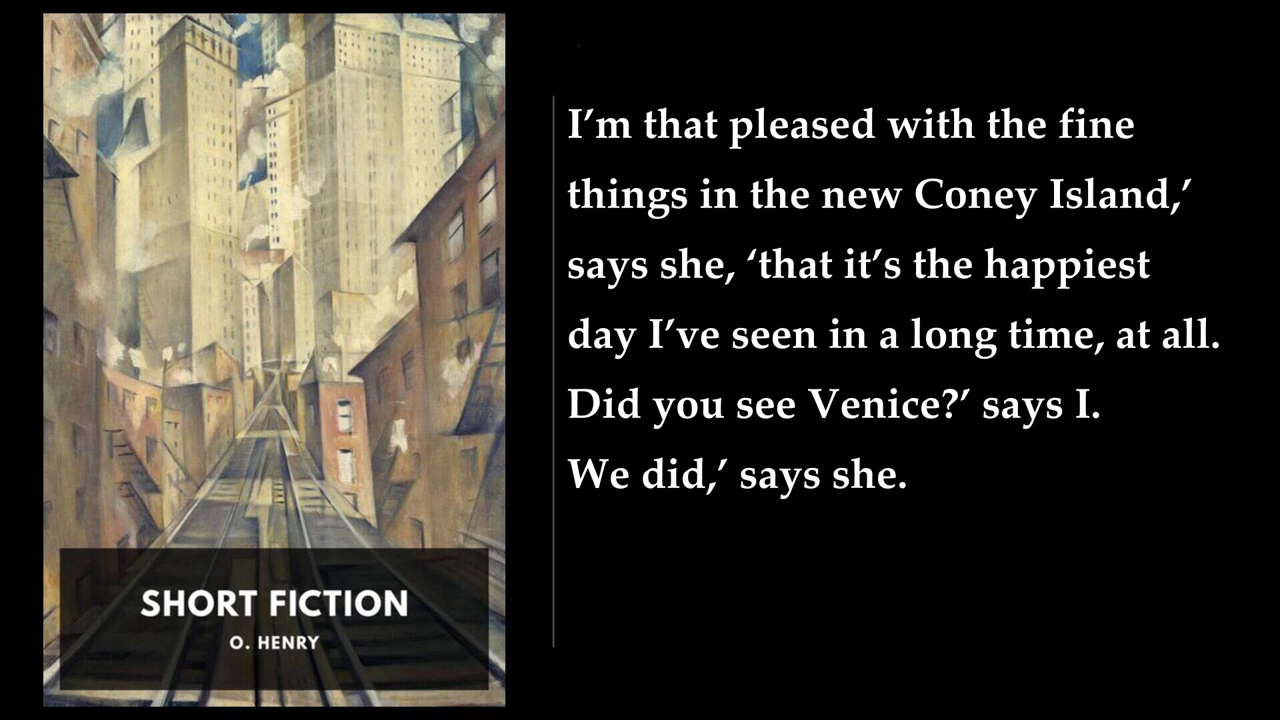 I’m that pleased with the fine
things in the new Coney Island,’
says she, ‘that it’s the happiest
day I’ve seen in a long time, at all.
Did you see Venice?’ says I.
We did,’ says she.
SHORT FICTION
O. HENRY